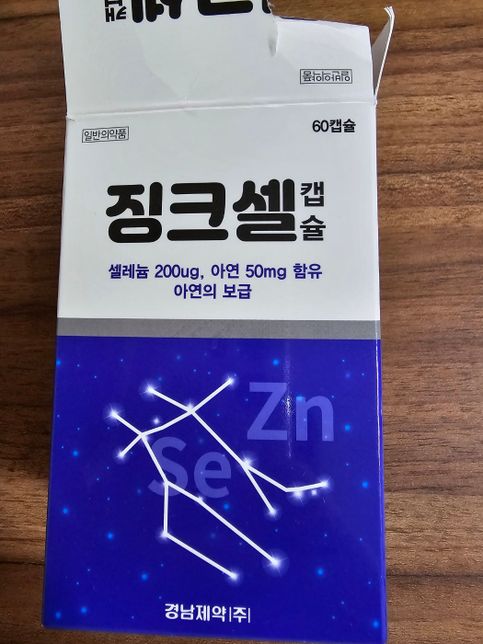 일반의약품
60캡슐
징크셀캡슐
셀레늄 200ug, 아연 50mg 함유
아연의 보급
Zn
Se
경남제약(주)